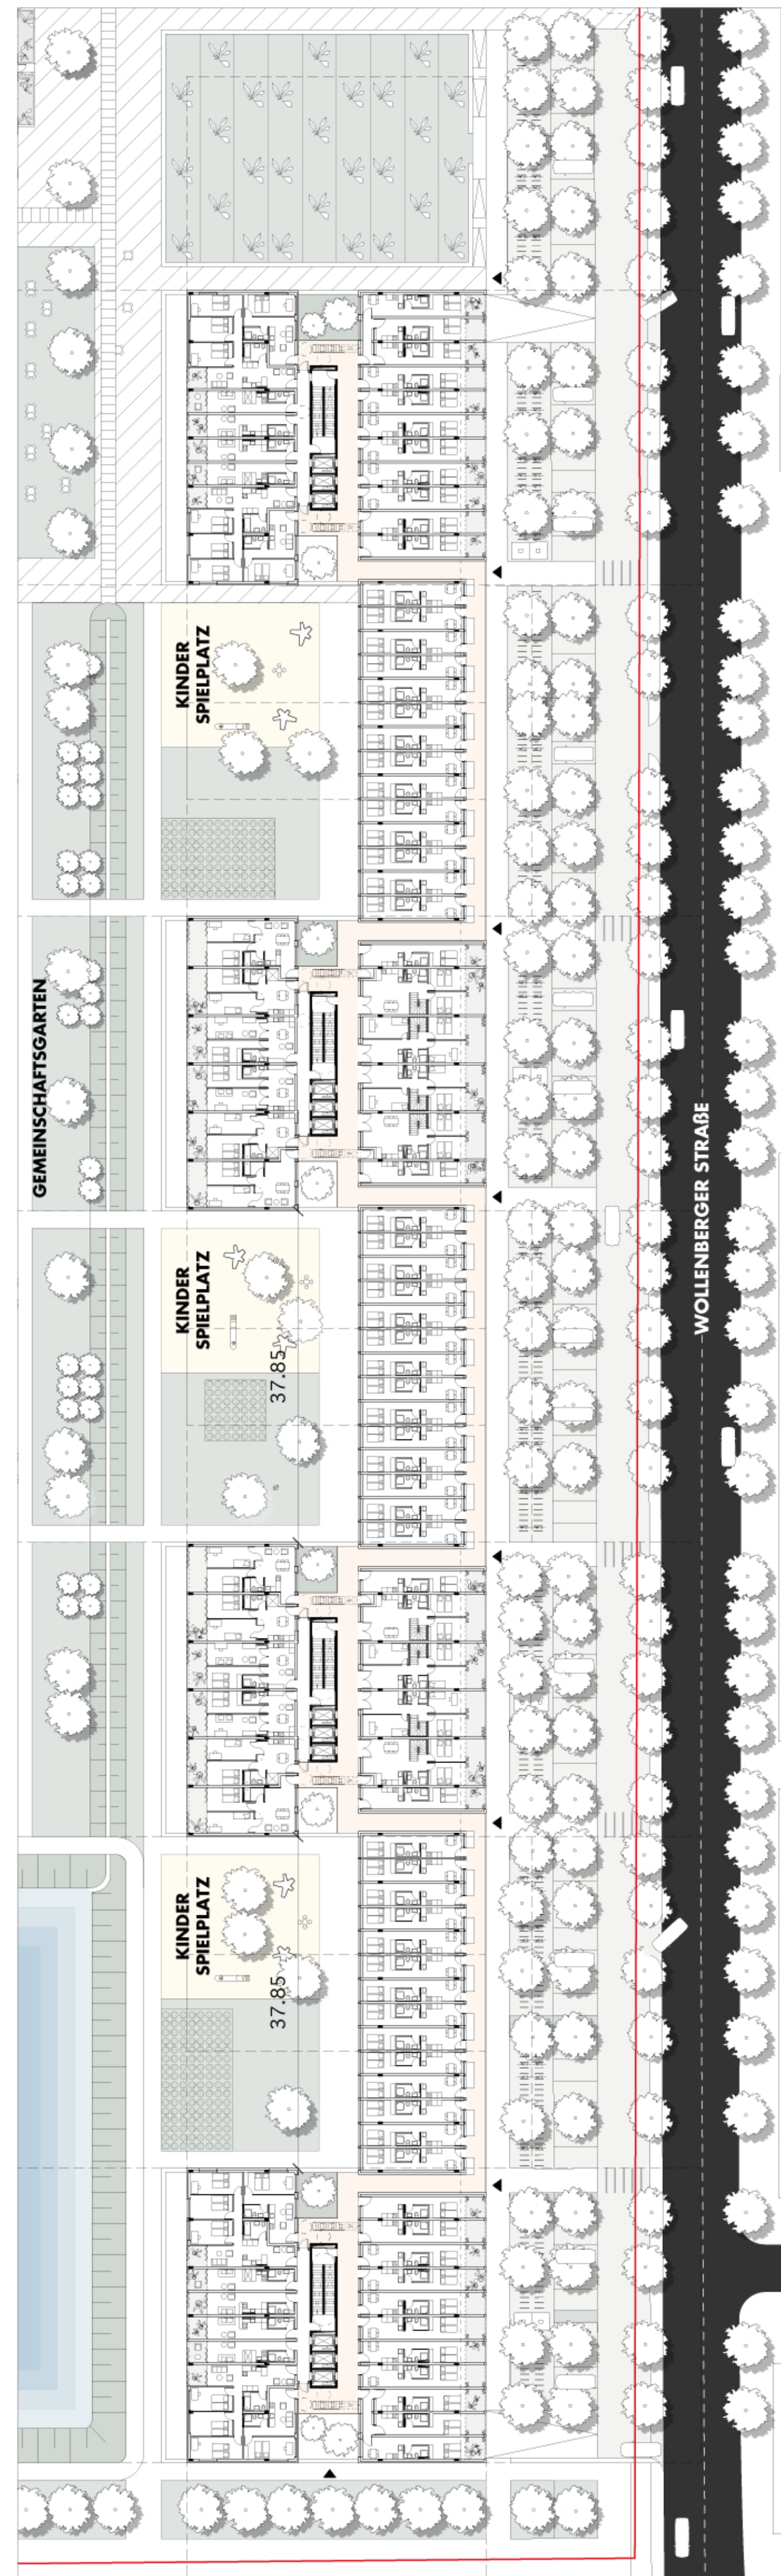 KINDER
SPIELPLATZ
GEMEINSCHAFTSGARTEN
WOLLENBERGER STRAßE
KINDER
SPIELPLATZ
37.85
KINDER
SPIELPLATZ
37.85